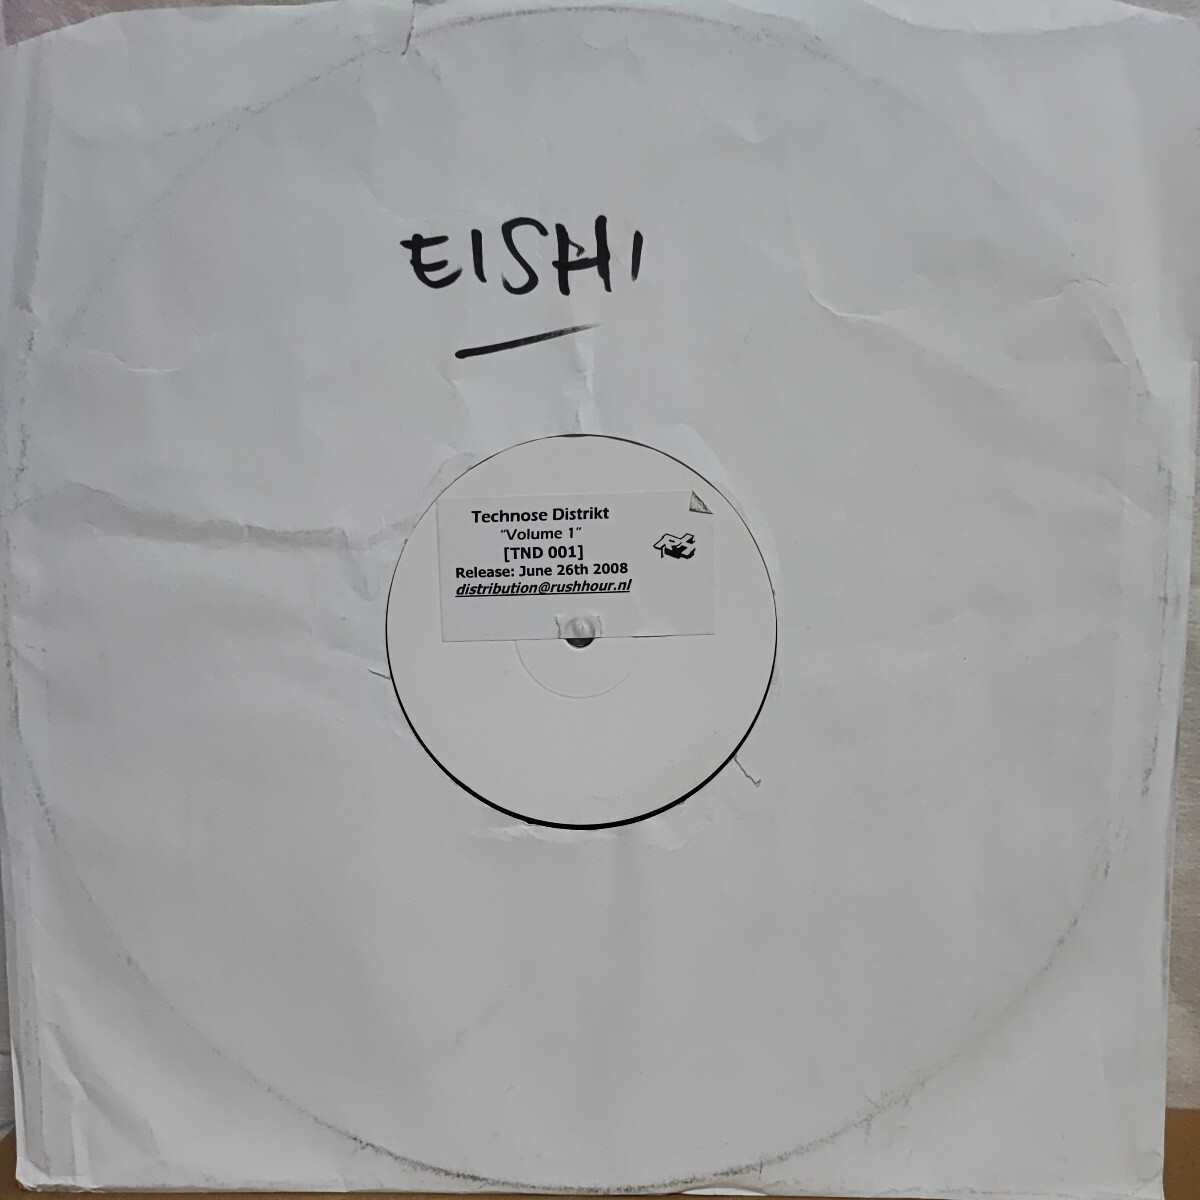 EISHI
Technose Distrikt
"Volume 1"
[TND 001]
Release: June 26th 2008
distribution@rushhour.nl